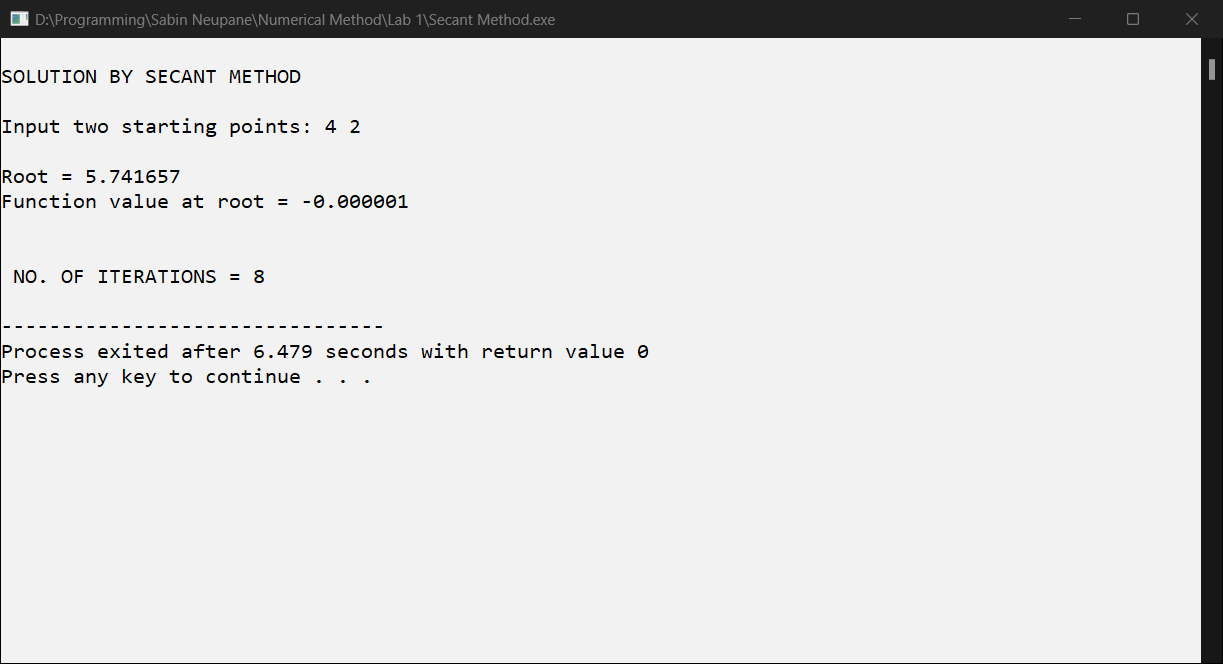 D:\Programming\Sabin Neupane\Numerical Method\Lab 1\Secant Method.exe
SOLUTION BY SECANT METHOD
Input two starting points: 4 2
Root = 5.741657
Function value at root = -0.000001
NO. OF ITERATIONS = 8
--------------------------------
Process exited after 6.479 seconds with return value 0
Press any key to continue . . .